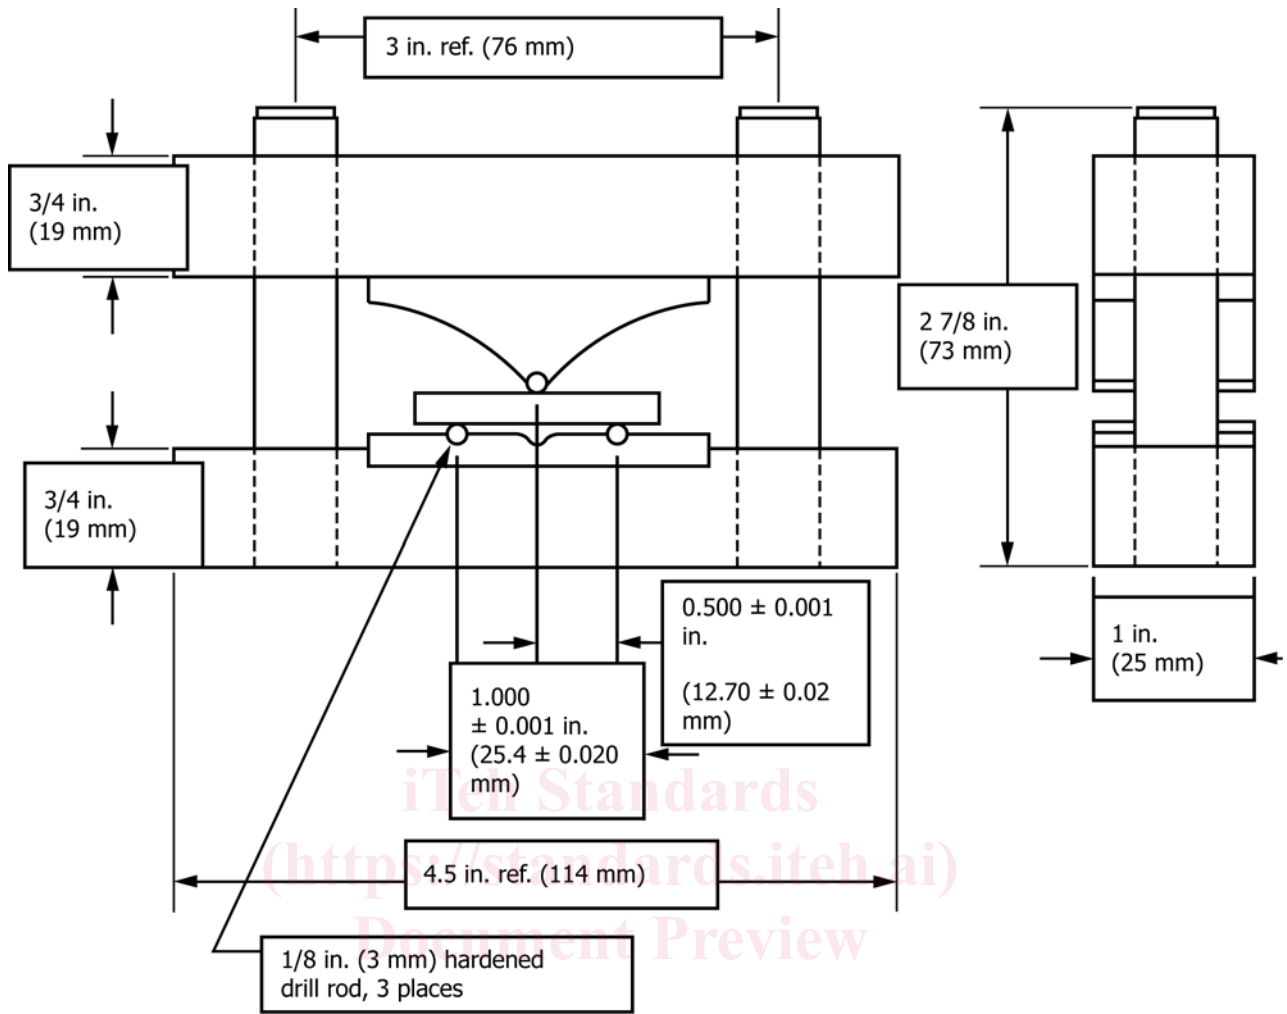 3 in. ref. (76 mm)
3/4 in.
(19 mm)
2 7/8 in.
(73 mm)
3/4 in.
(19 mm)
0.500 ± 0.001
in.
(12.70 ± 0.02
mm)
1 in.
(25 mm)
1.000
± 0.001 in.
(25.4 ± 0.020
mm)
iTeh Standards
(https://standards.iteh.ai)
4.5 in. ref. (114 mm)
Document Preview
1/8 in. (3 mm) hardened
drill rod, 3 places